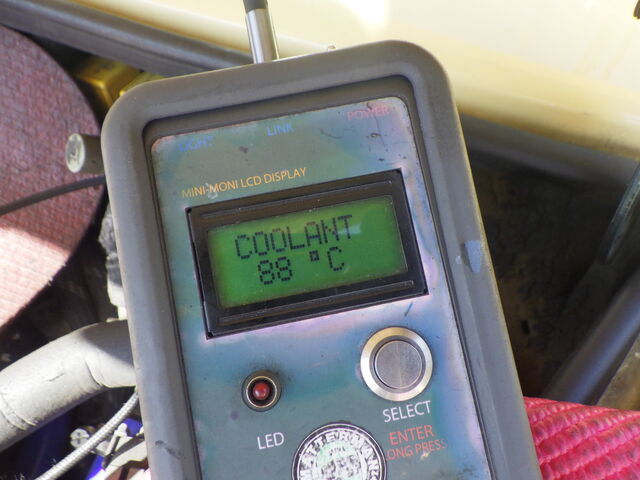 LINK
POWER
MINI-MONI LCD DISPLAY
COOLANT
88 °C
SELECT
LED
ENTER
LONG PRESS